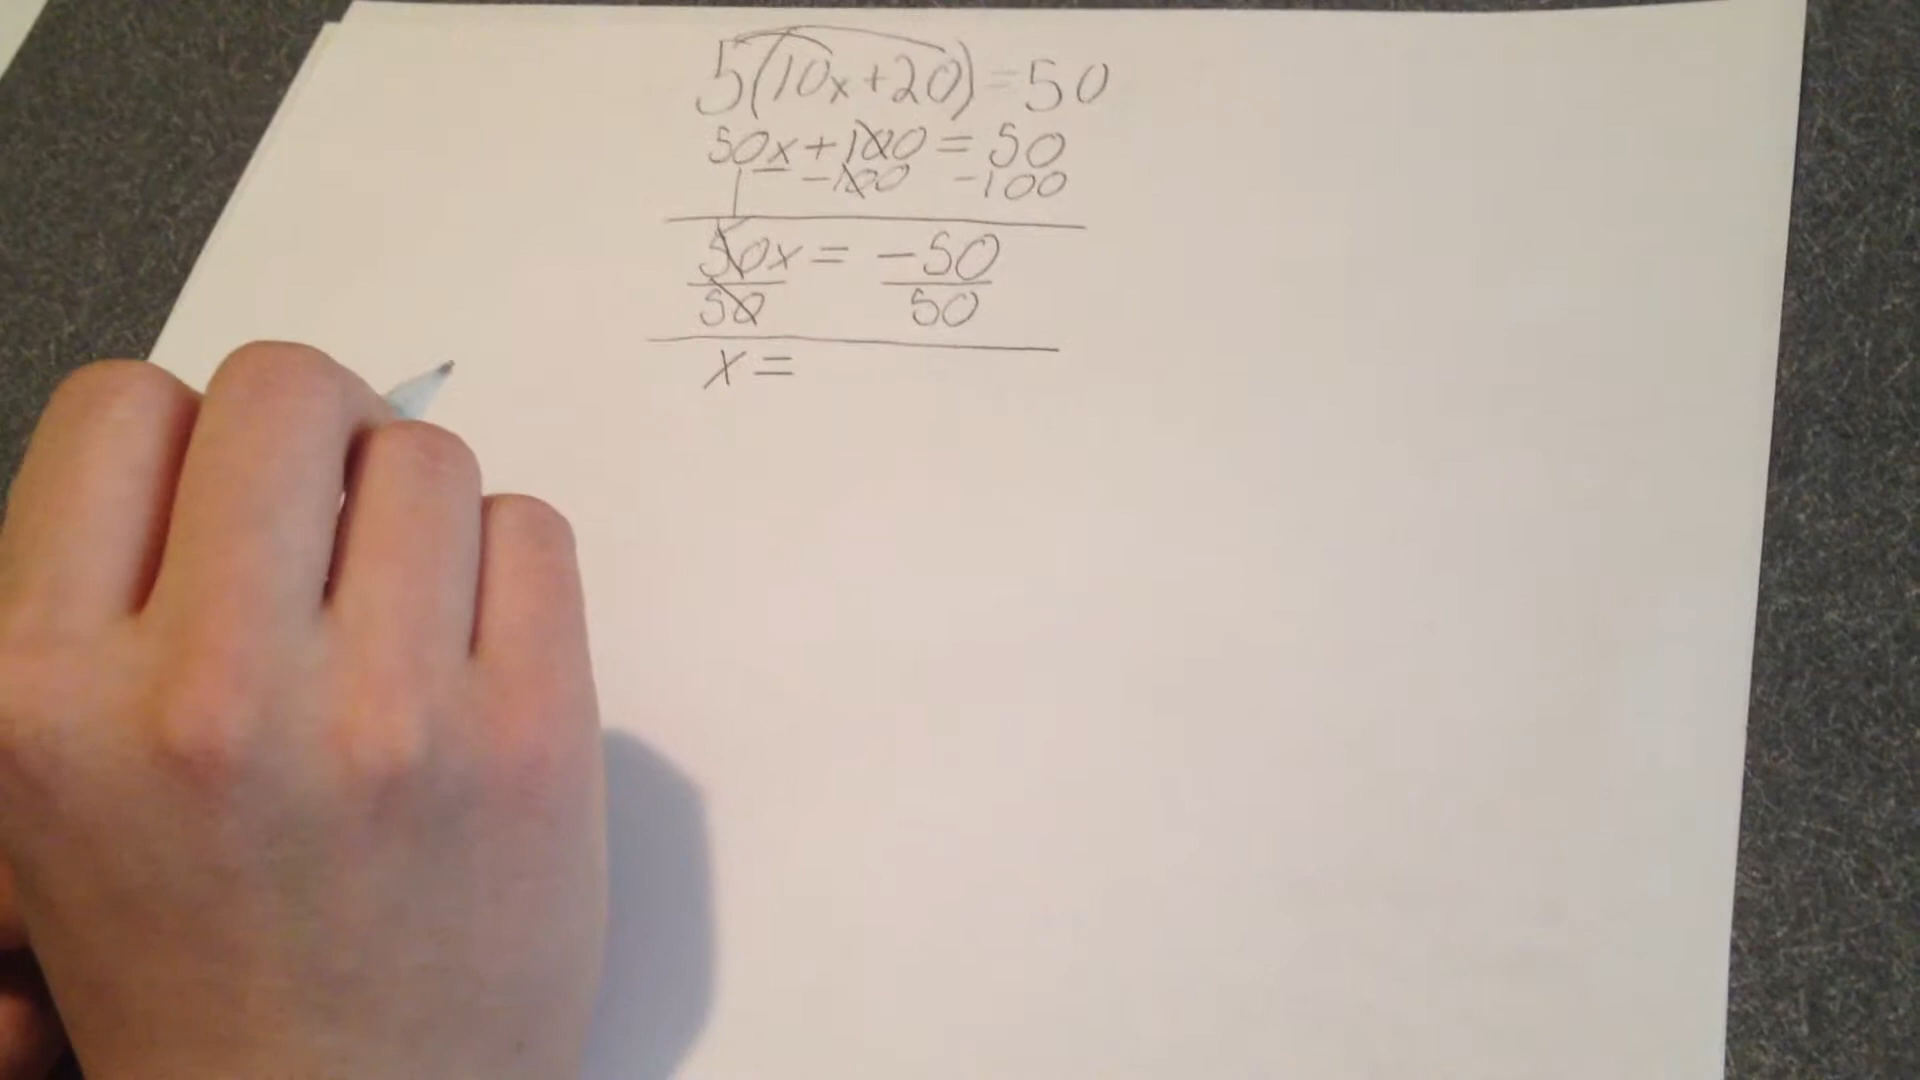 5(10x+20)=50
50x+100=50
-100 -100
50x = -50
50 50
x =